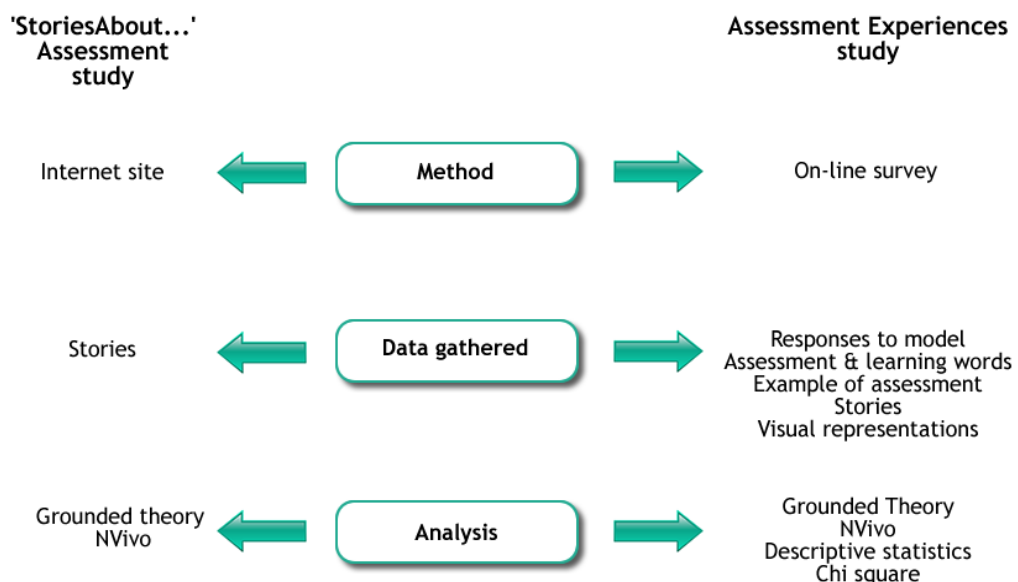 'StoriesAbout...'
Assessment
study
Assessment Experiences
study
Internet site
Method
On-line survey
Stories
Data gathered
Responses to model
Assessment & learning words
Example of assessment
Stories
Visual representations
Grounded theory
NVivo
Analysis
Grounded Theory
NVivo
Descriptive statistics
Chi square